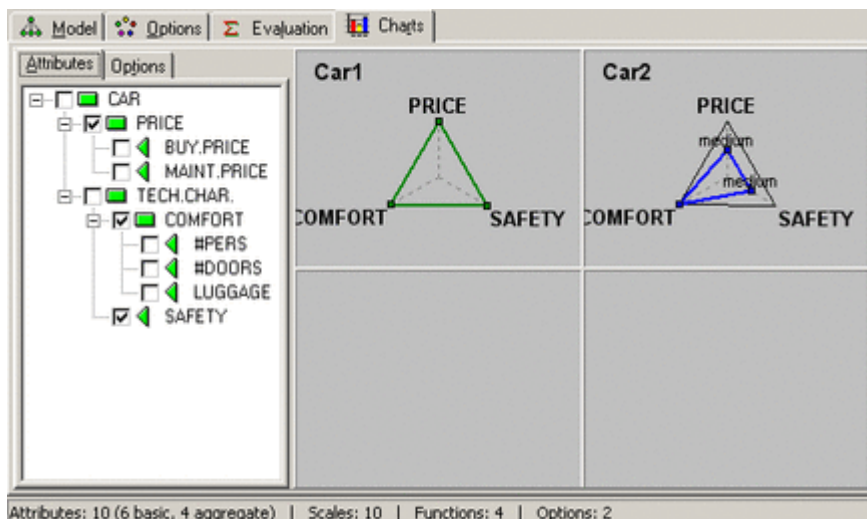 Model Options Evaluation Charts
Attributes Options
CAR
PRICE
BUY.PRICE
MAINT.PRICE
TECH.CHAR.
COMFORT
#PERS
#DOORS
LUGGAGE
SAFETY
Car1
PRICE
COMFORT SAFETY
Car2
PRICE
medium
medium
COMFORT SAFETY
Attributes: 10 (6 basic, 4 aggregate) | Scales: 10 | Functions: 4 | Options: 2